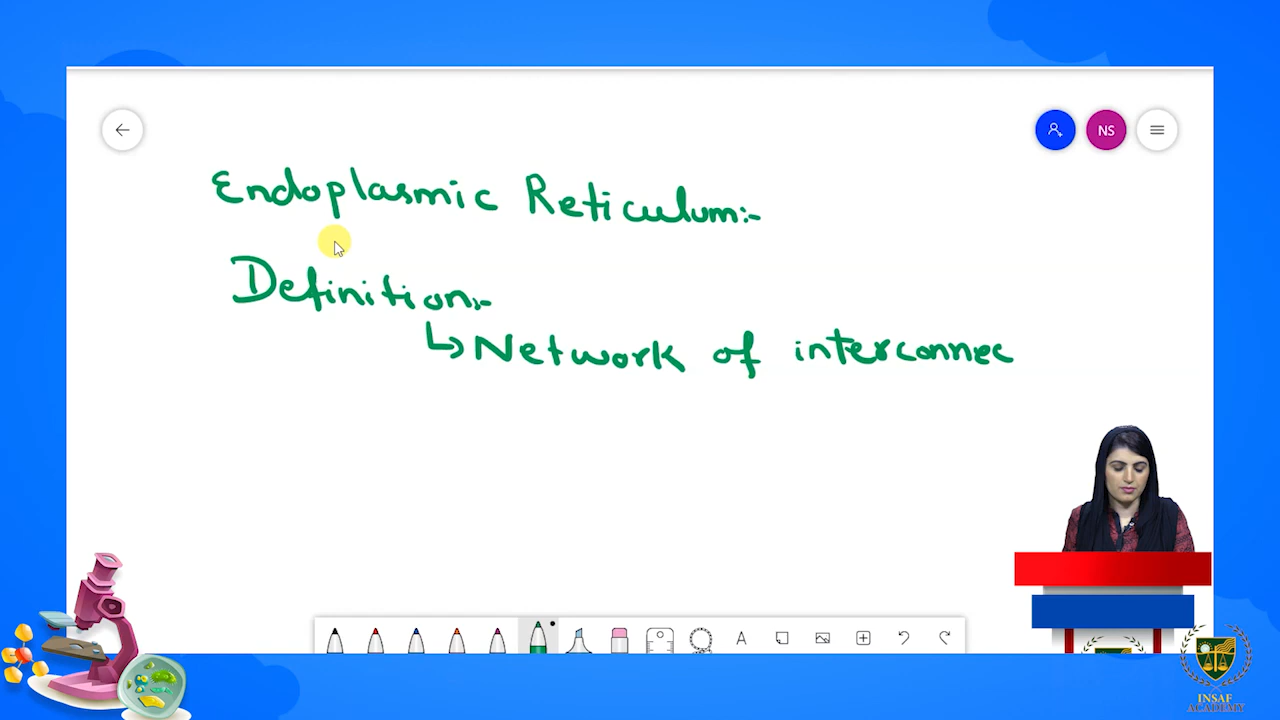 NS
Endoplasmic Reticulum:-
Definition:-
↳ Network of interconnec
A
INSAF
ACADEMY